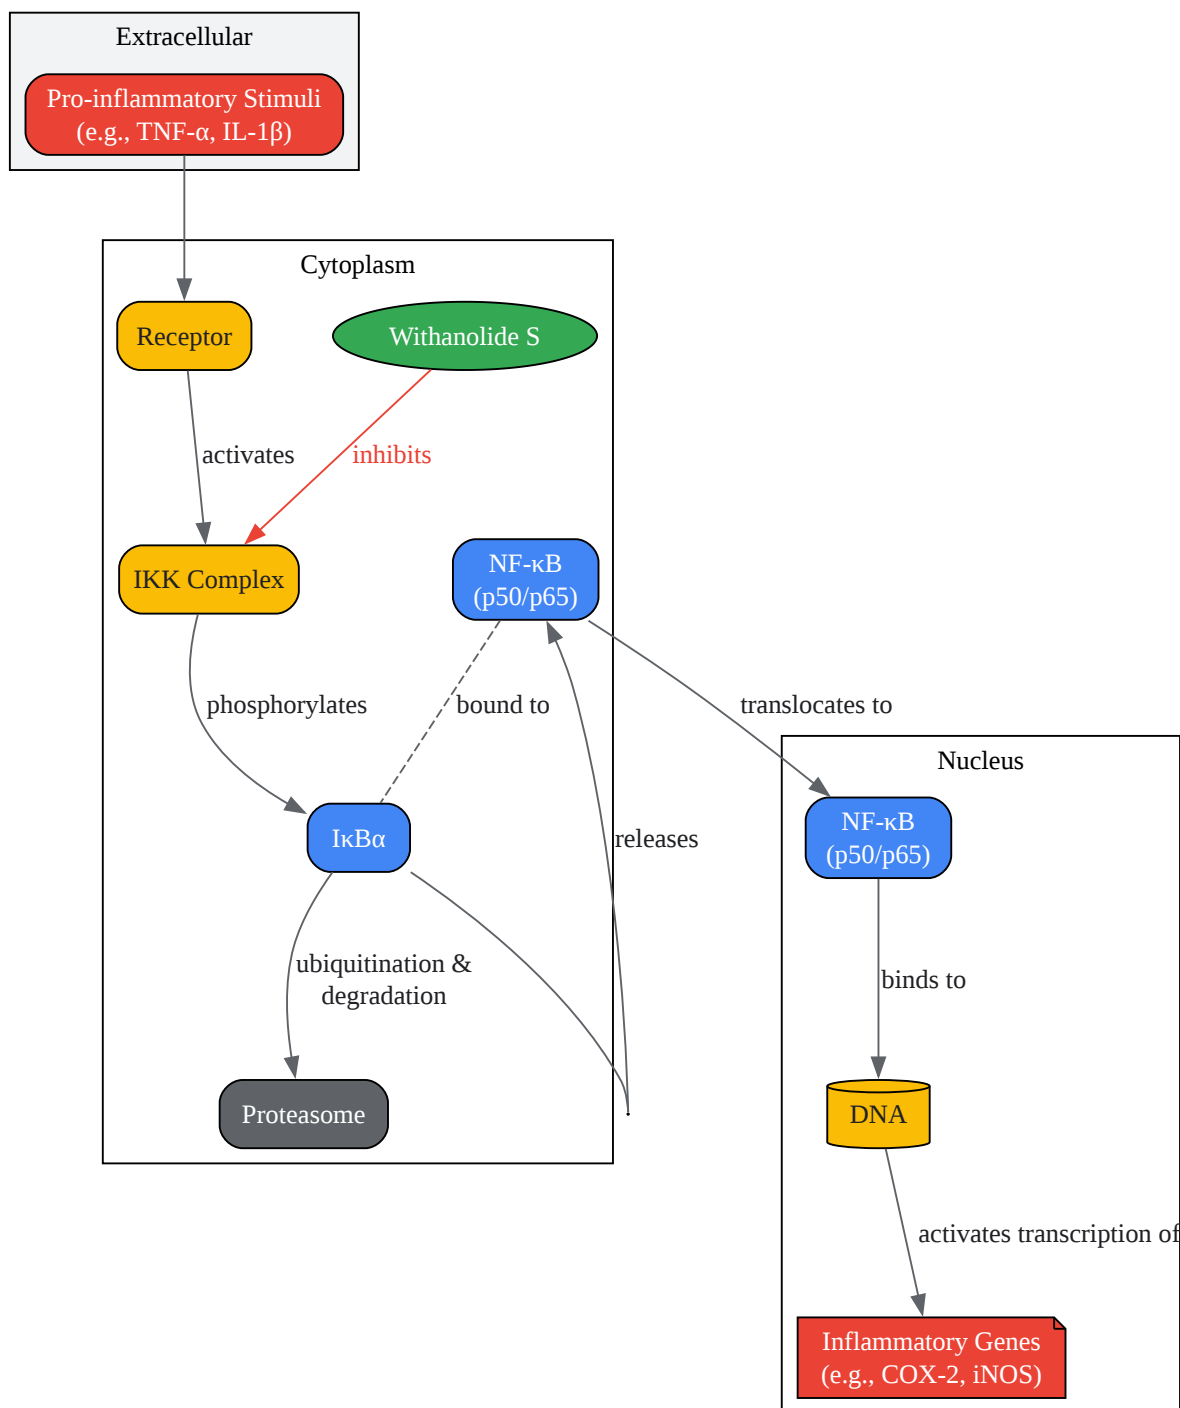 Extracellular
Pro-inflammatory Stimuli
(e.g., TNF-α, IL-1β)
Cytoplasm
Receptor
Withanolide S
activates
inhibits
IKK Complex
NF-κB
(p50/p65)
phosphorylates
bound to
translocates to
Nucleus
IκBα
releases
NF-κB
(p50/p65)
ubiquitination &
degradation
binds to
Proteasome
DNA
activates transcription of
Inflammatory Genes
(e.g., COX-2, iNOS)